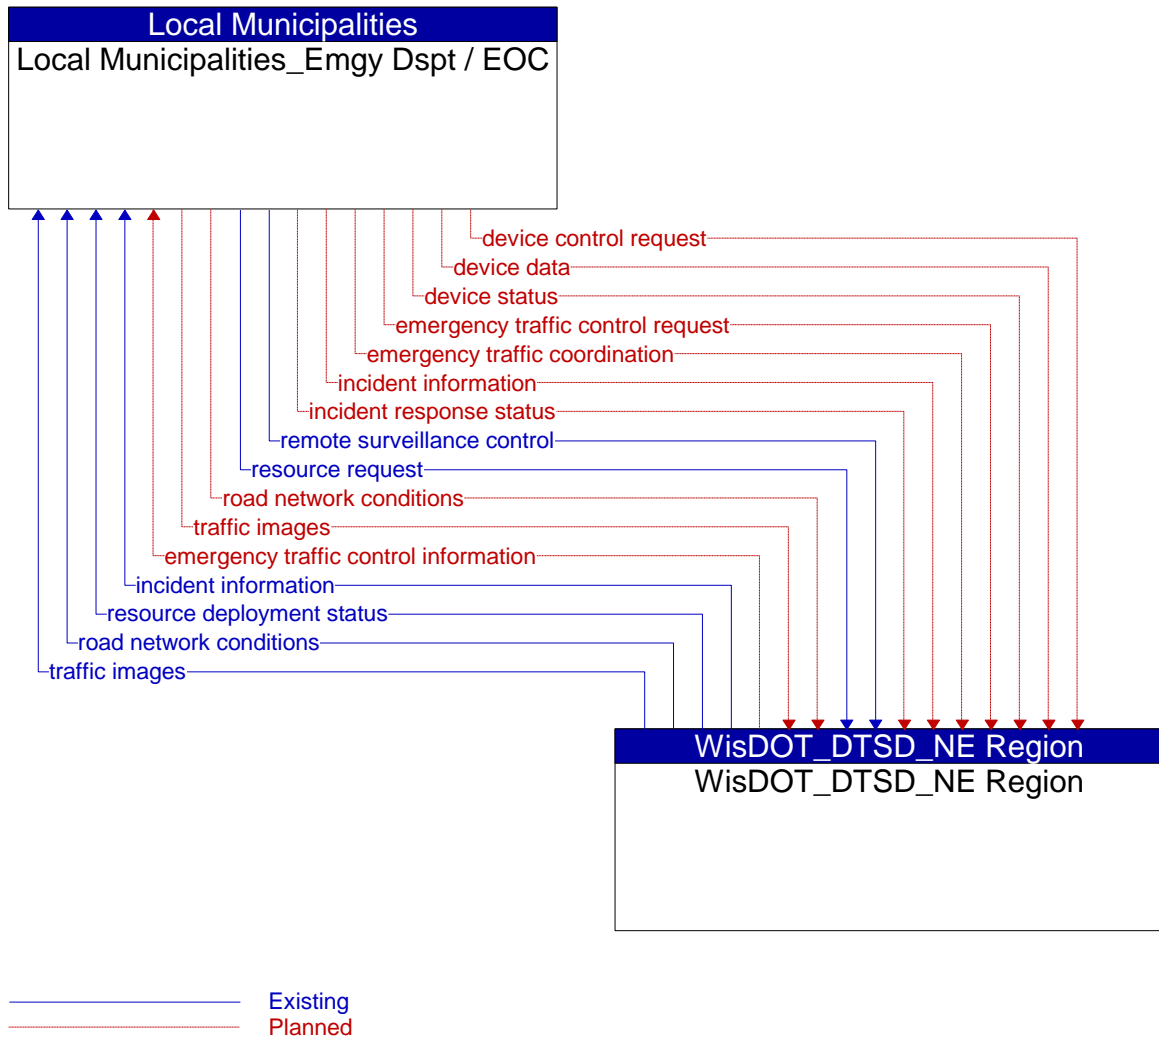 Local Municipalities
Local Municipalities_Emgy Dspt / EOC
device control request
device data
device status
emergency traffic control request
emergency traffic coordination
incident information
incident response status
remote surveillance control
resource request
road network conditions
traffic images
emergency traffic control information
incident information
resource deployment status
road network conditions
traffic images
WisDOT_DTSD_NE Region
WisDOT_DTSD_NE Region
Existing
Planned